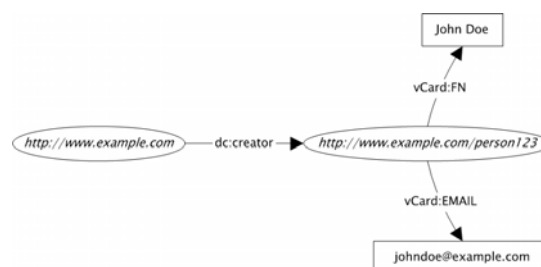 John Doe
vCard:FN
http://www.example.com
dc:creator
http://www.example.com/person123
vCard:EMAIL
johndoe@example.com